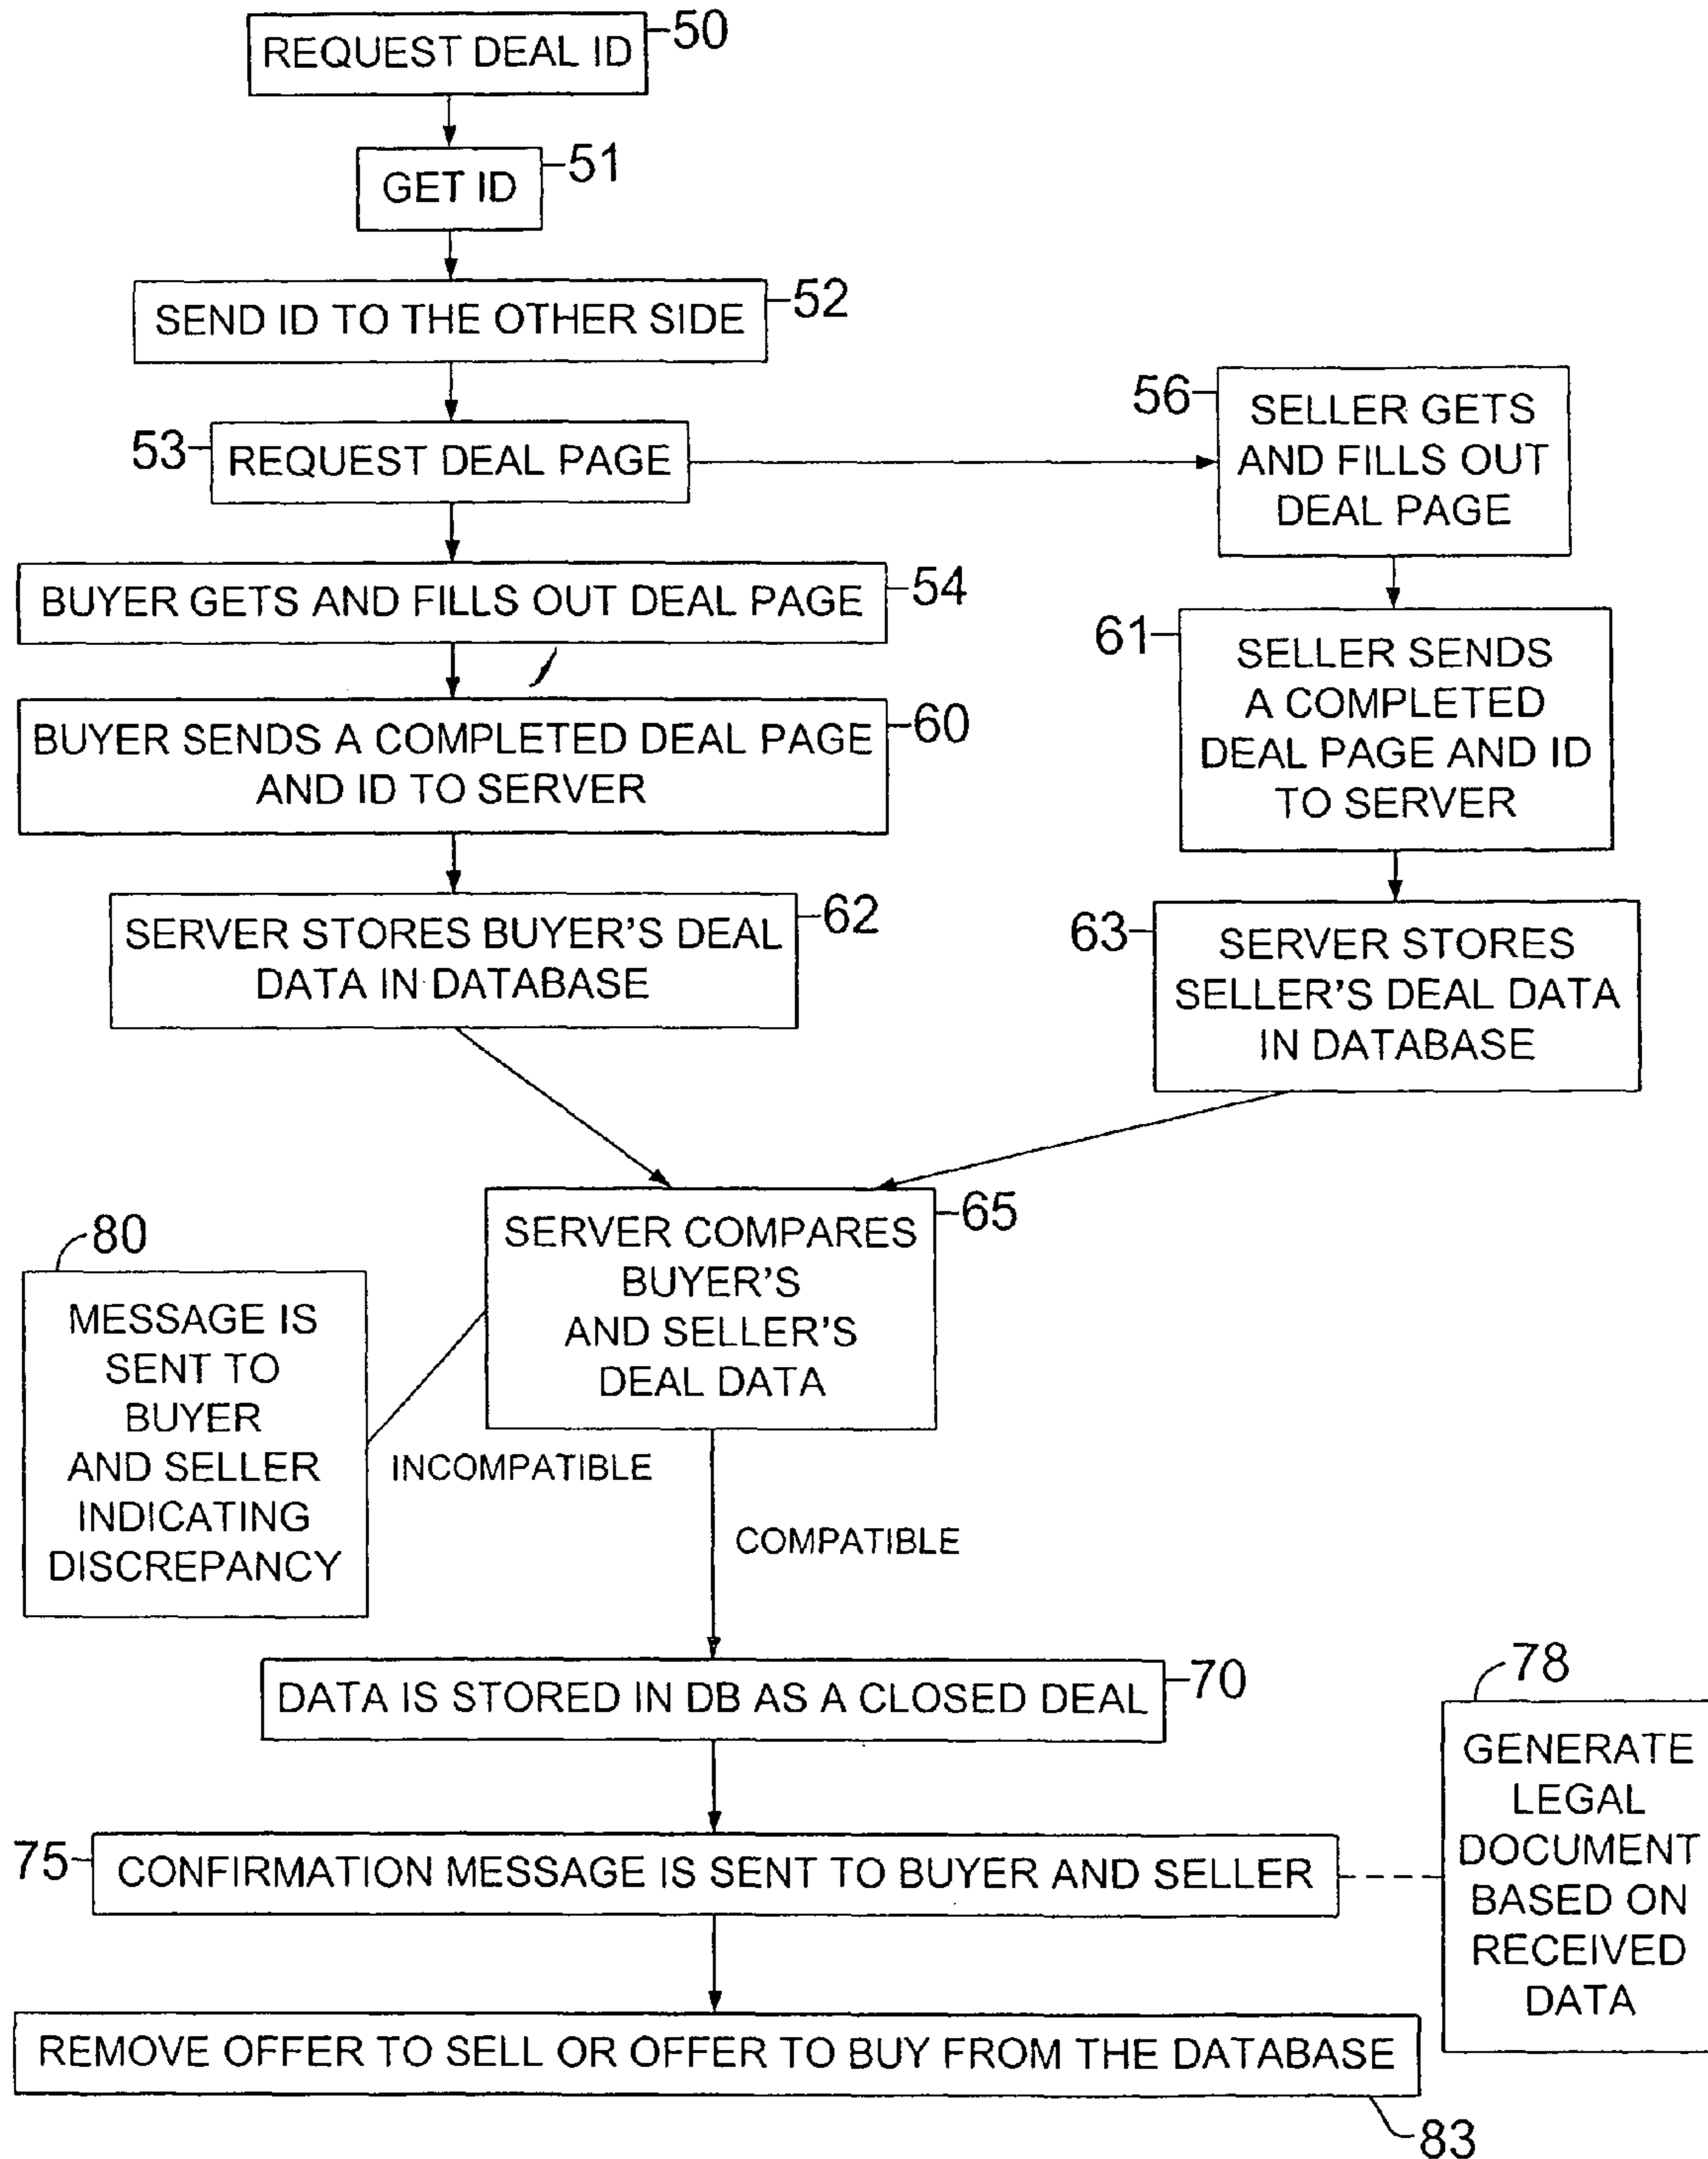 REQUEST DEAL ID
50
GET ID
51
SEND ID TO THE OTHER SIDE
52
53
REQUEST DEAL PAGE
56
SELLER GETS
AND FILLS OUT
DEAL PAGE
BUYER GETS AND FILLS OUT DEAL PAGE
54
61
SELLER SENDS
A COMPLETED
DEAL PAGE AND ID
TO SERVER
BUYER SENDS A COMPLETED DEAL PAGE
AND ID TO SERVER
60
SERVER STORES BUYER'S DEAL
DATA IN DATABASE
62
63
SERVER STORES
SELLER'S DEAL DATA
IN DATABASE
SERVER COMPARES
BUYER'S
AND SELLER'S
DEAL DATA
65
80
MESSAGE IS
SENT TO
BUYER
AND SELLER
INDICATING
DISCREPANCY
INCOMPATIBLE
COMPATIBLE
DATA IS STORED IN DB AS A CLOSED DEAL
70
78
GENERATE
LEGAL
DOCUMENT
BASED ON
RECEIVED
DATA
75
CONFIRMATION MESSAGE IS SENT TO BUYER AND SELLER
REMOVE OFFER TO SELL OR OFFER TO BUY FROM THE DATABASE
83